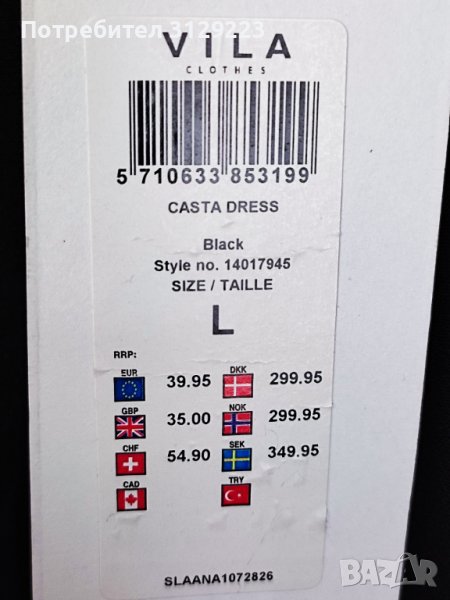 Потребител 3129223
VILA
CLOTHES
5 710633 853199
CASTA DRESS
Black
Style no. 14017945
SIZE / TAILLE
L
RRP:
EUR 39.95 DKK 299.95
GBP 35.00 NOK 299.95
CHF 54.90 SEK 349.95
CAD TRY
SLAANA1072826
bazar